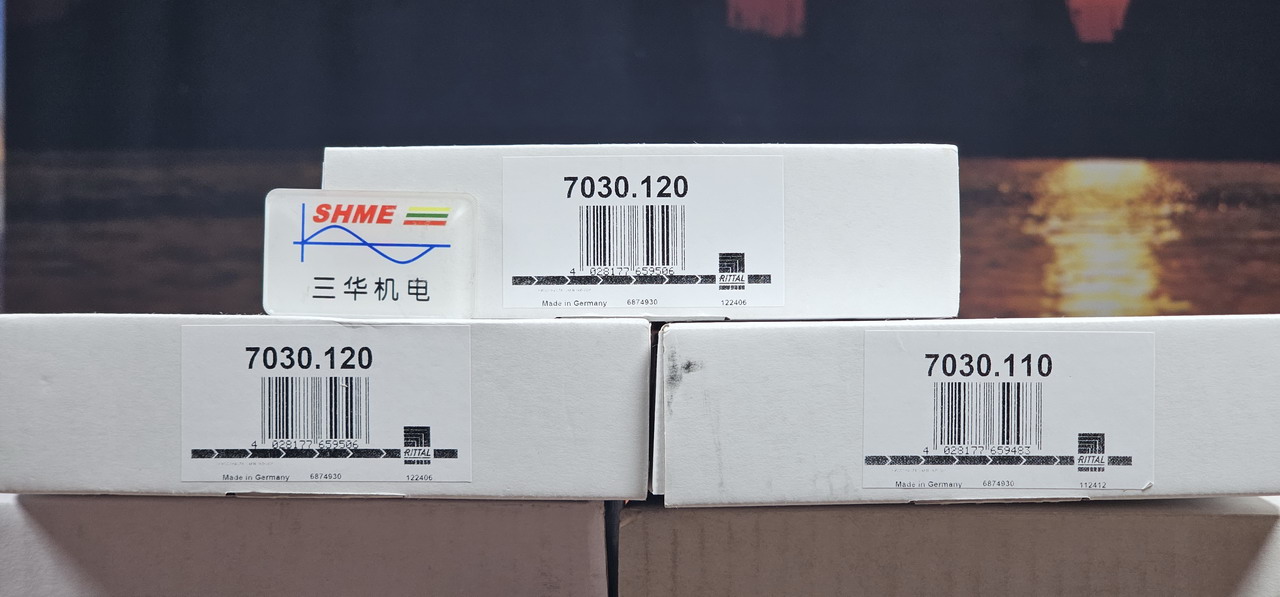 7030.120
4 028177 659506
RITTAL
Made in Germany 6874930 122406
SHME
三华机电
7030.120
4 028177 659506
RITTAL
Made in Germany 6874930 122406
7030.110
4 028177 659483
RITTAL
Made in Germany 6874930 112412